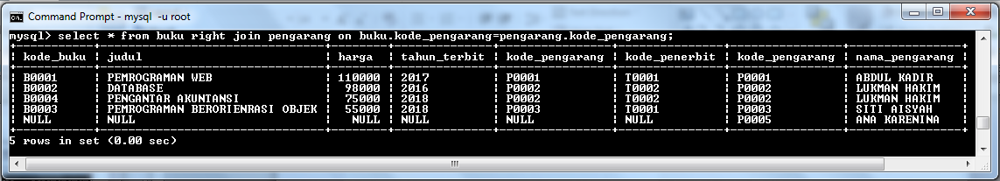 Command Prompt - mysql -u root
mysql> select * from buku right join pengarang on buku.kode_pengarang=pengarang.kode_pengarang;
+-----------+----------------------------+--------+--------------+----------------+---------------+----------------+----------------+
| kode_buku | judul | harga | tahun_terbit | kode_pengarang | kode_penerbit | kode_pengarang | nama_pengarang |
+-----------+----------------------------+--------+--------------+----------------+---------------+----------------+----------------+
| B0001 | PEMROGRAMAN WEB | 110000 | 2017 | P0001 | T0001 | P0001 | ABDUL KADIR |
| B0002 | DATABASE | 98000 | 2016 | P0002 | T0002 | P0002 | LUKMAN HAKIM |
| B0004 | PENGANTAR AKUNTANSI | 75000 | 2018 | P0002 | T0002 | P0002 | LUKMAN HAKIM |
| B0003 | PEMROGRAMAN BERORIENRASI OBJEK | 55000 | 2018 | P0003 | T0001 | P0003 | SITI AISYAH |
| NULL | NULL | NULL | NULL | NULL | NULL | P0005 | ANA KARENINA |
+-----------+----------------------------+--------+--------------+----------------+---------------+----------------+----------------+
5 rows in set (0.00 sec)